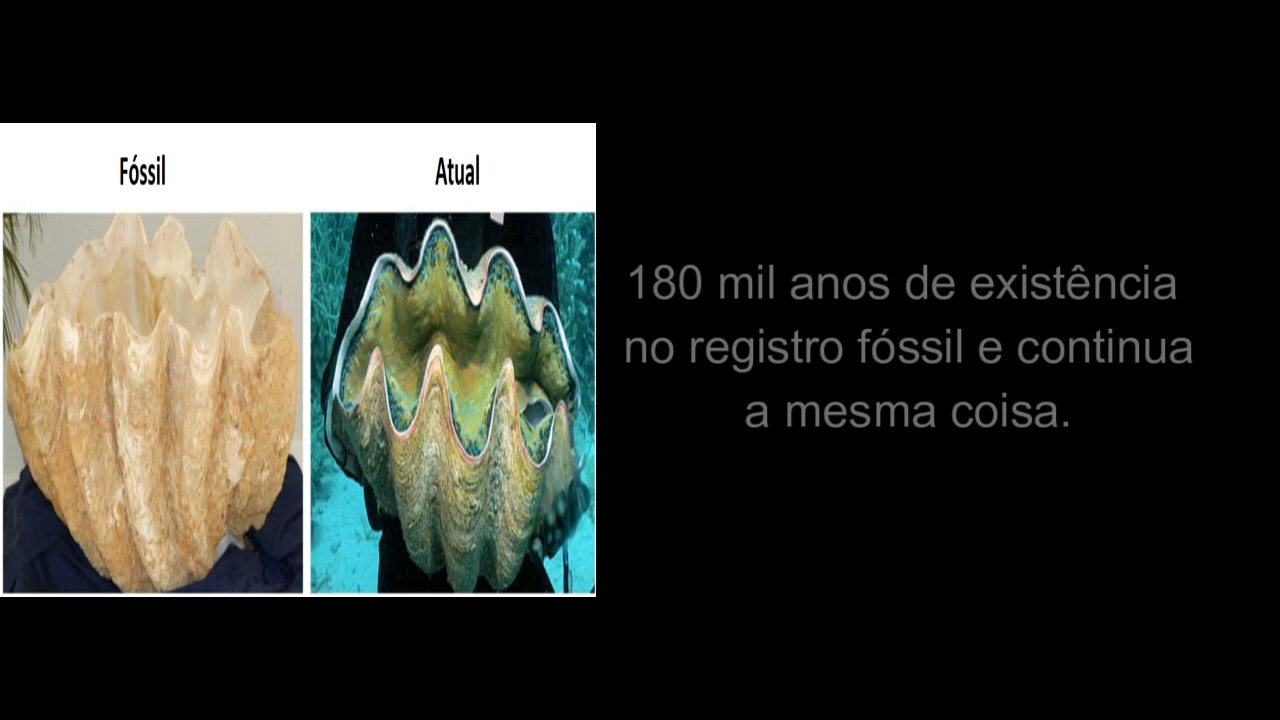 Fóssil
Atual
180 mil anos de existência
no registro fóssil e continua
a mesma coisa.